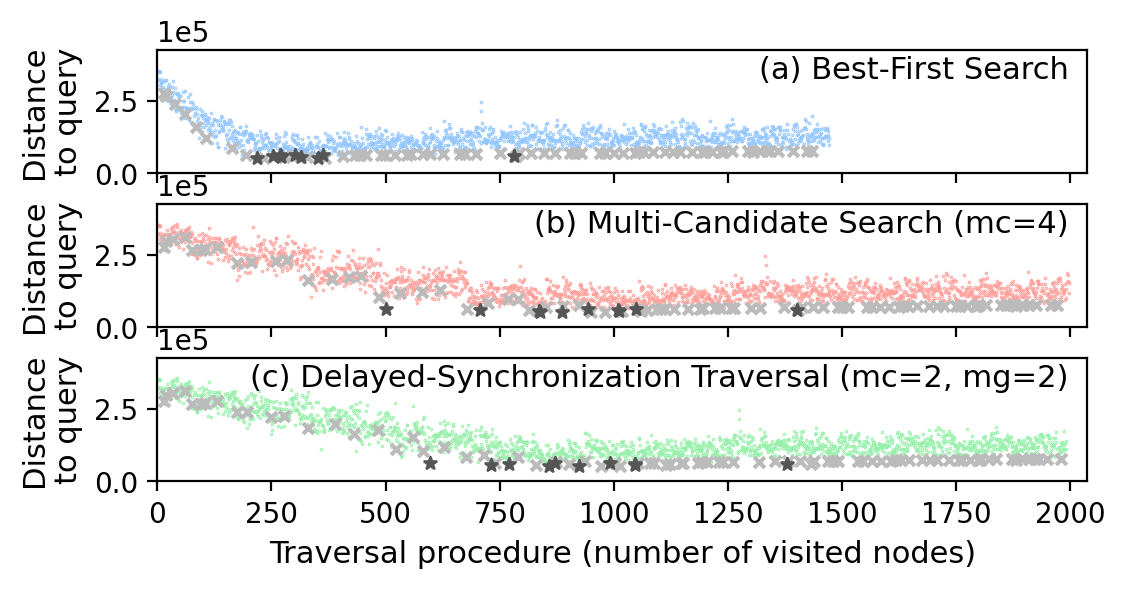 1e5
(a) Best-First Search
Distance
to query
2.5
0.0
1e5
(b) Multi-Candidate Search (mc=4)
Distance
to query
2.5
0.0
1e5
(c) Delayed-Synchronization Traversal (mc=2, mg=2)
Distance
to query
2.5
0.0
0 250 500 750 1000 1250 1500 1750 2000
Traversal procedure (number of visited nodes)